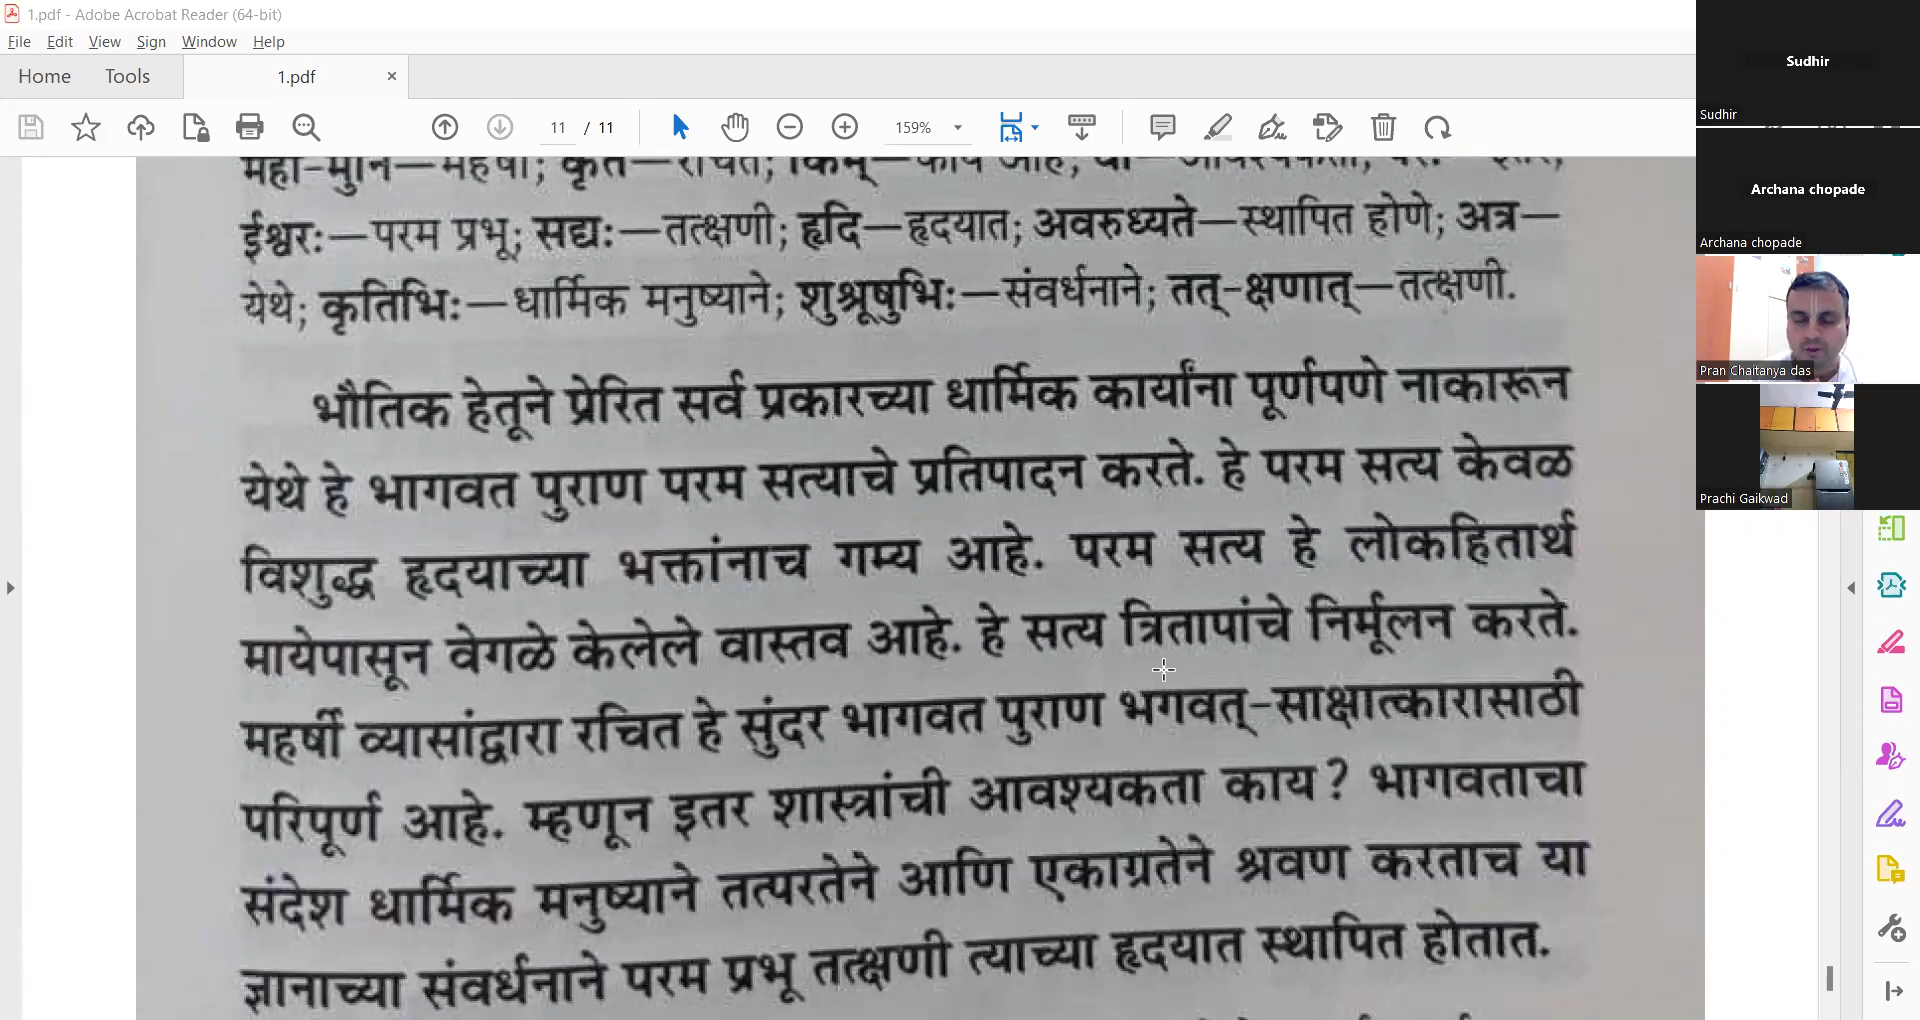 1.pdf - Adobe Acrobat Reader (64-bit)
File Edit View Sign Window Help
Home Tools 1.pdf
11 / 11 159%
ईश्वरः—परम प्रभू; सद्यः—तत्क्षणी; हृदि—हृदयात; अवरुध्यते—स्थापित होणे; अत्र—
येथे; कृतिभिः—धार्मिक मनुष्याने; शुश्रूषुभिः—संवर्धनाने; तत्-क्षणात्—तत्क्षणी.
भौतिक हेतूने प्रेरित सर्व प्रकारच्या धार्मिक कार्यांना पूर्णपणे नाकारून
येथे हे भागवत पुराण परम सत्याचे प्रतिपादन करते. हे परम सत्य केवळ
विशुद्ध हृदयाच्या भक्तांनाच गम्य आहे. परम सत्य हे लोकहितार्थ
मायेपासून वेगळे केलेले वास्तव आहे. हे सत्य त्रितापांचे निर्मूलन करते.
महर्षी व्यासांद्वारा रचित हे सुंदर भागवत पुराण भगवत्-साक्षात्कारासाठी
परिपूर्ण आहे. म्हणून इतर शास्त्रांची आवश्यकता काय? भागवताचा
संदेश धार्मिक मनुष्याने तत्परतेने आणि एकाग्रतेने श्रवण करताच या
ज्ञानाच्या संवर्धनाने परम प्रभू तत्क्षणी त्याच्या हृदयात स्थापित होतात.
Sudhir
Sudhir
Archana chopade
Archana chopade
Pran Chaitanya das
Prachi Gaikwad